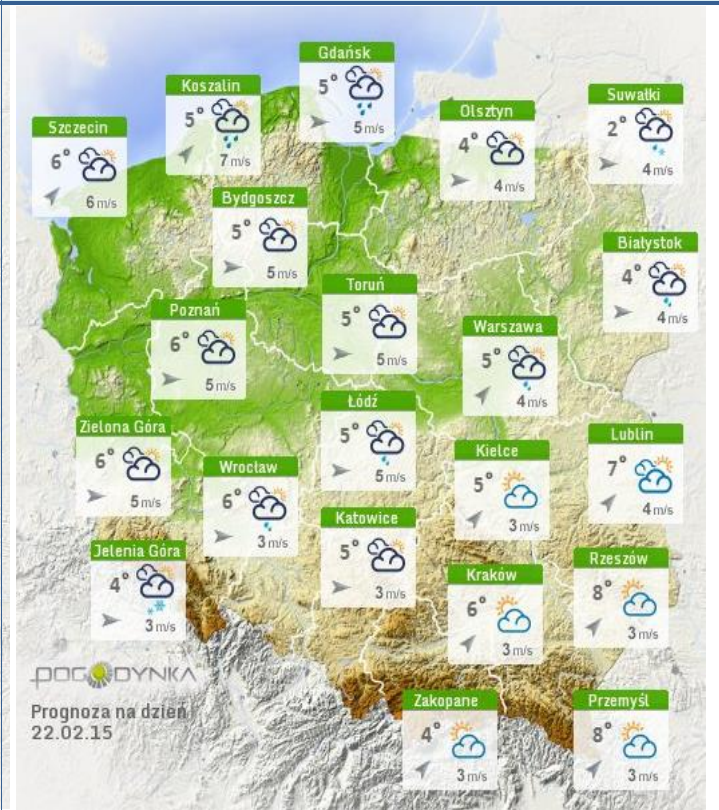 Gdańsk
5°
5 m/s
Koszalin
5°
7 m/s
Suwałki
2°
4 m/s
Olsztyn
4°
4 m/s
Szczecin
6°
6 m/s
Bydgoszcz
5°
5 m/s
Białystok
4°
4 m/s
Toruń
5°
5 m/s
Poznań
6°
5 m/s
Warszawa
5°
4 m/s
Łódź
5°
5 m/s
Zielona Góra
6°
5 m/s
Lublin
7°
4 m/s
Kielce
5°
3 m/s
Wrocław
6°
3 m/s
Katowice
5°
3 m/s
Jelenia Góra
4°
3 m/s
Rzeszów
8°
3 m/s
Kraków
6°
3 m/s
POGODYNKA
Prognoza na dzień
22.02.15
Zakopane
4°
3 m/s
Przemyśl
8°
3 m/s